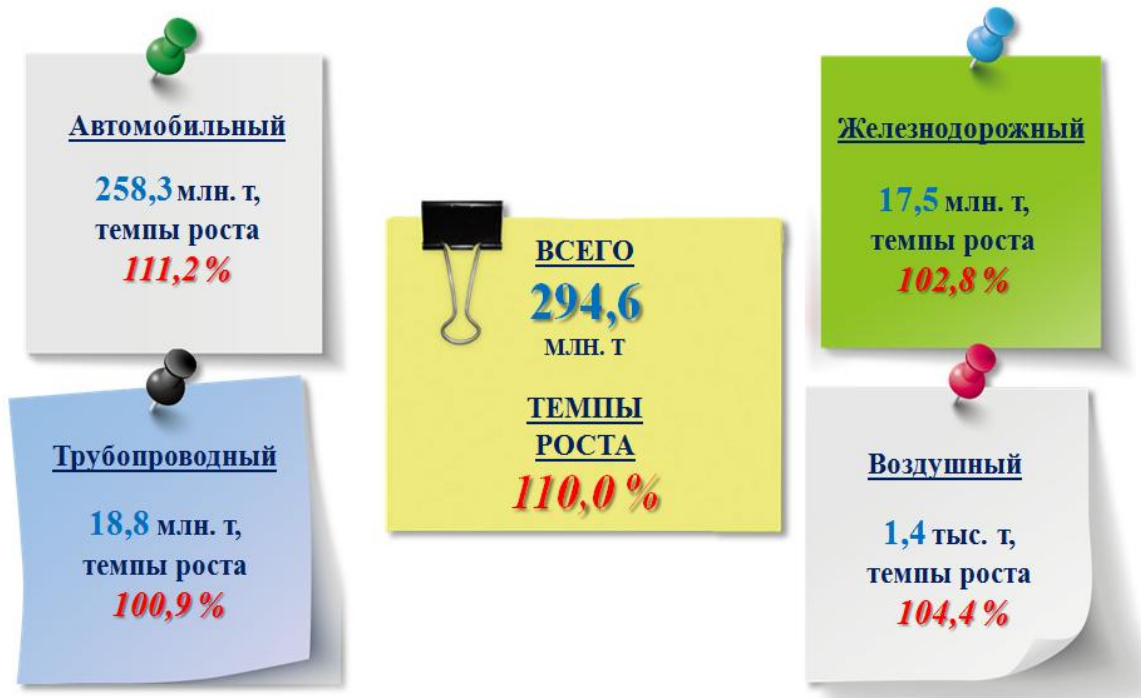 Автомобильный
258,3 млн. т,
темпы роста
111,2 %
Железнодорожный
17,5 млн. т,
темпы роста
102,8 %
ВСЕГО
294,6
млн. т
ТЕМПЫ
РОСТА
110,0 %
Трубопроводный
18,8 млн. т,
темпы роста
100,9 %
Воздушный
1,4 тыс. т,
темпы роста
104,4 %